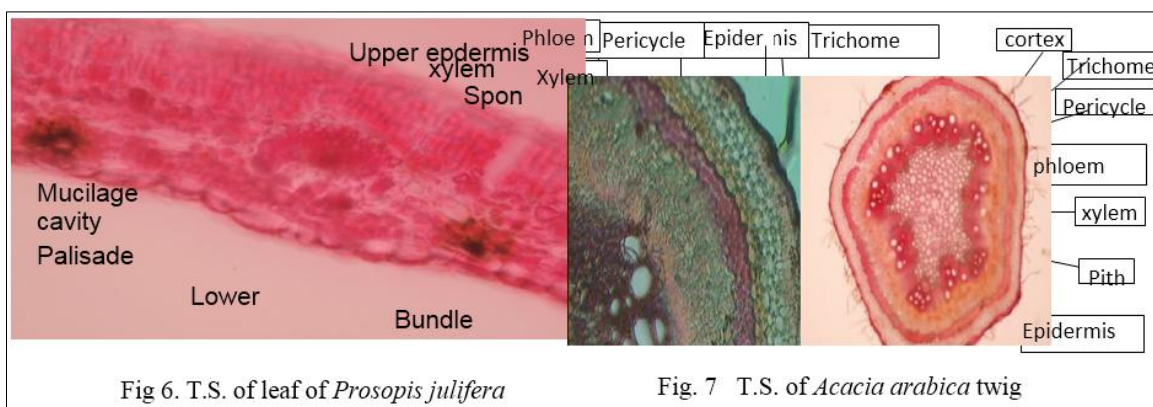 Upper epdermis
xylem
Spon
Mucilage
cavity
Palisade
Lower
Bundle
Phloe n
Pericycle
Epider nis
Trichome
Xylem
cortex
Trichome
Pericycle
phloem
xylem
Pith
Epidermis
Fig 6. T.S. of leaf of Prosopis julifera
Fig. 7 T.S. of Acacia arabica twig